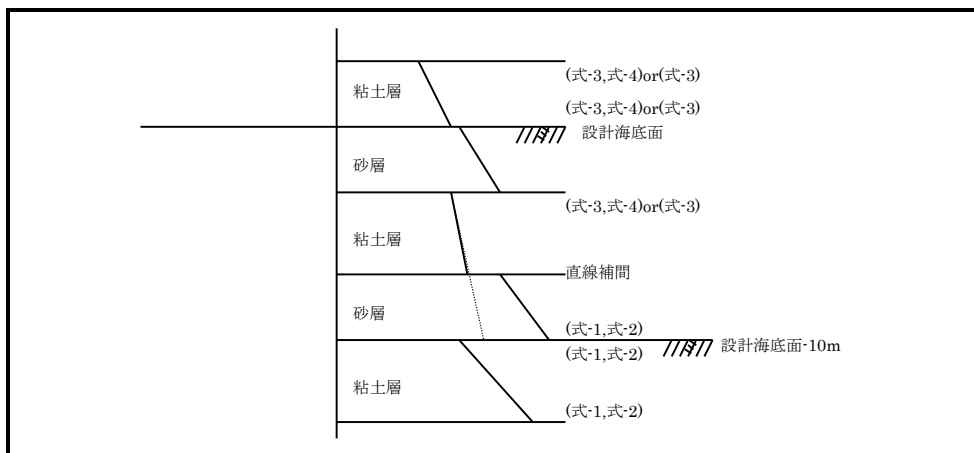 (式-3,式-4)or(式-3)
粘土層
(式-3,式-4)or(式-3)
設計海底面
砂層
(式-3,式-4)or(式-3)
粘土層
直線補間
砂層
(式-1,式-2)
設計海底面-10m
(式-1,式-2)
粘土層
(式-1,式-2)